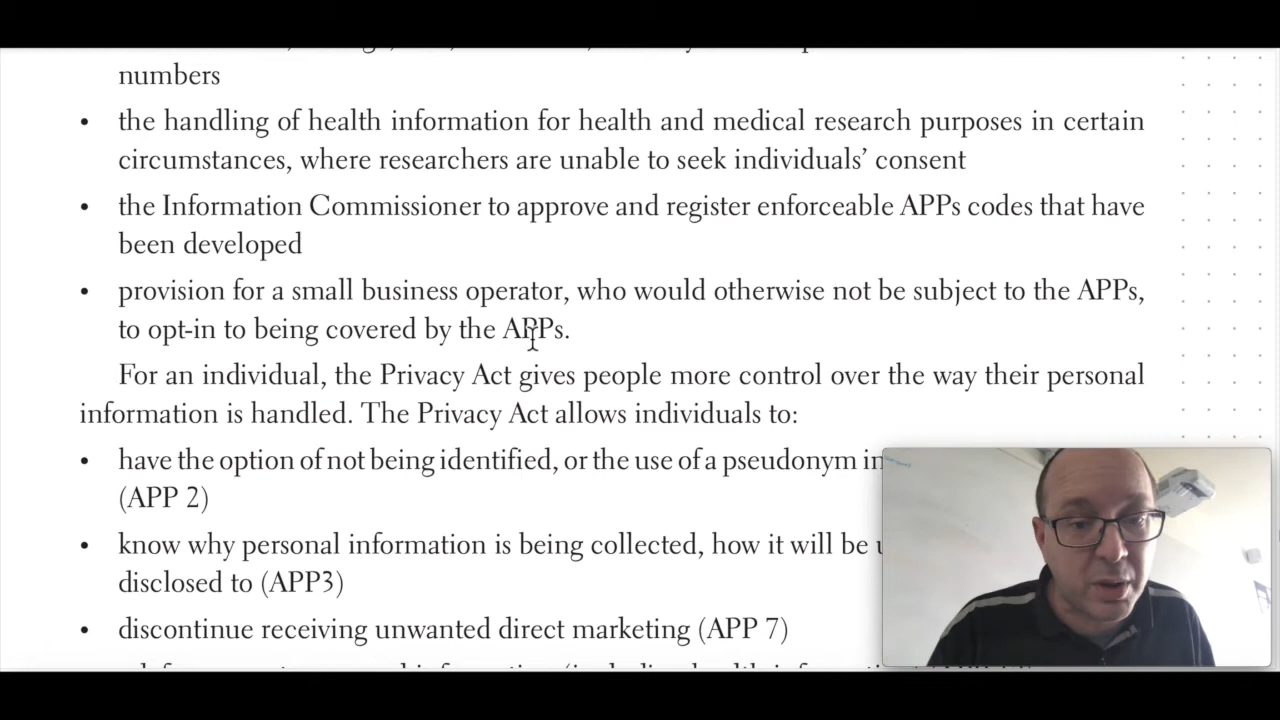 numbers
• the handling of health information for health and medical research purposes in certain
circumstances, where researchers are unable to seek individuals’ consent
• the Information Commissioner to approve and register enforceable APPs codes that have
been developed
• provision for a small business operator, who would otherwise not be subject to the APPs,
to opt-in to being covered by the APPs.
For an individual, the Privacy Act gives people more control over the way their personal
information is handled. The Privacy Act allows individuals to:
• have the option of not being identified, or the use of a pseudonym in
(APP 2)
• know why personal information is being collected, how it will be
disclosed to (APP3)
• discontinue receiving unwanted direct marketing (APP 7)